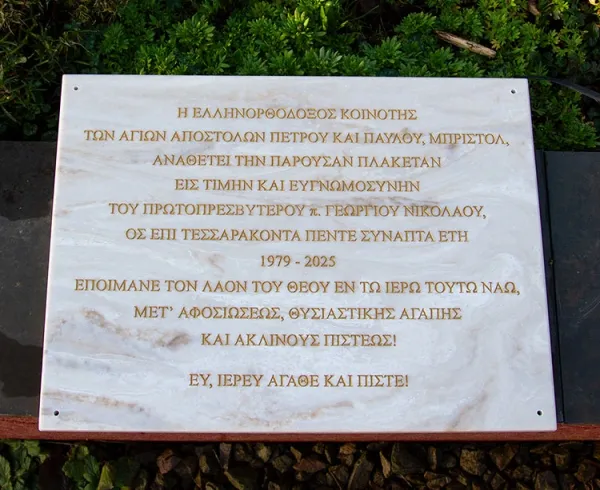 Η ΕΛΛΗΝΟΡΘΟΔΟΞΟΣ ΚΟΙΝΟΤΗΣ
ΤΩΝ ΑΓΙΩΝ ΑΠΟΣΤΟΛΩΝ ΠΕΤΡΟΥ ΚΑΙ ΠΑΥΛΟΥ, ΜΠΡΙΣΤΟΛ,
ΑΝΑΘΕΤΕΙ ΤΗΝ ΠΑΡΟΥΣΑΝ ΠΛΑΚΕΤΑΝ
ΕΙΣ ΤΙΜΗΝ ΚΑΙ ΕΥΓΝΩΜΟΣΥΝΗΝ
ΤΟΥ ΠΡΩΤΟΠΡΕΣΒΥΤΕΡΟΥ π. ΓΕΩΡΓΙΟΥ ΝΙΚΟΛΑΟΥ,
ΟΣ ΕΠΙ ΤΕΣΣΑΡΑΚΟΝΤΑ ΠΕΝΤΕ ΣΥΝΑΠΤΑ ΕΤΗ
1979 - 2025
ΕΠΟΙΜΑΝΕ ΤΟΝ ΛΑΟΝ ΤΟΥ ΘΕΟΥ ΕΝ ΤΩ ΙΕΡΩ ΤΟΥΤΩ ΝΑΩ,
ΜΕΤ’ ΑΦΟΣΙΩΣΕΩΣ, ΘΥΣΙΑΣΤΙΚΗΣ ΑΓΑΠΗΣ
ΚΑΙ ΑΚΛΙΝΟΥΣ ΠΙΣΤΕΩΣ!
ΕΥ, ΙΕΡΕΥ ΑΓΑΘΕ ΚΑΙ ΠΙΣΤΕ!